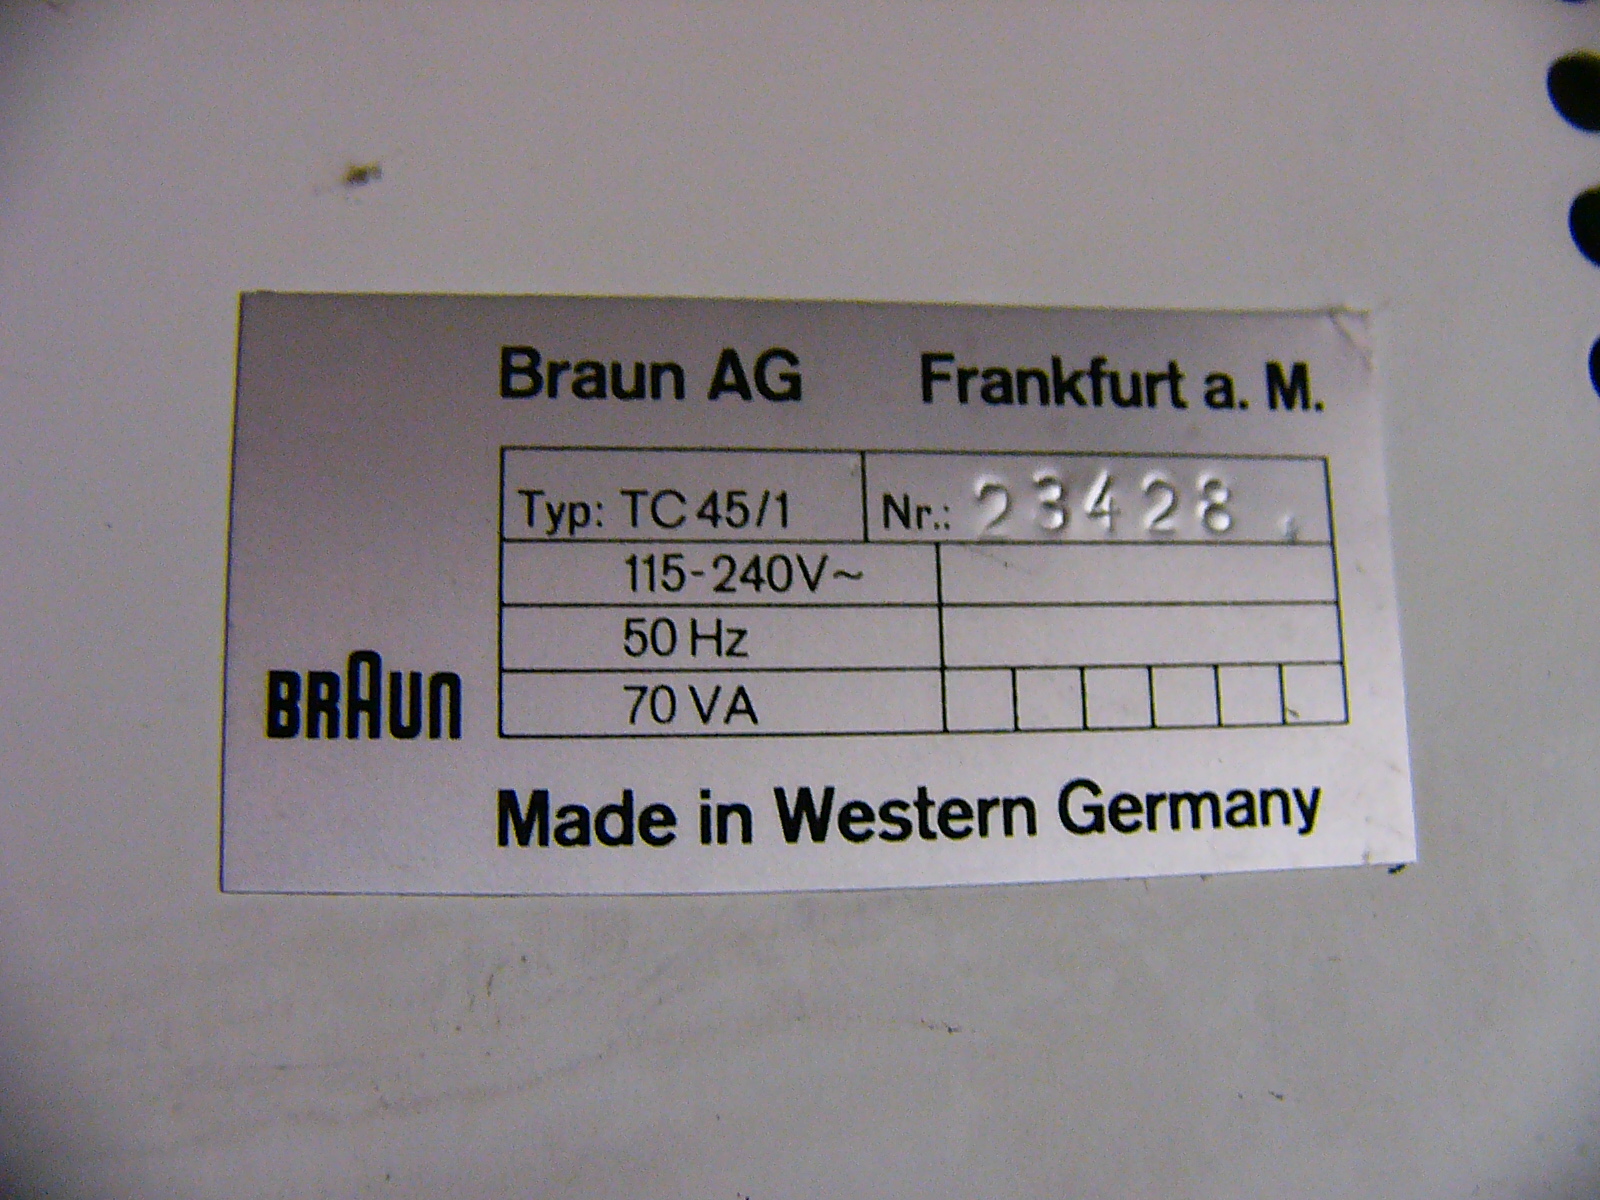 Braun AG Frankfurt a. M.
Typ: TC 45/1 Nr.: 23428
115-240V~
50 Hz
70 VA
BRAUN
Made in Western Germany